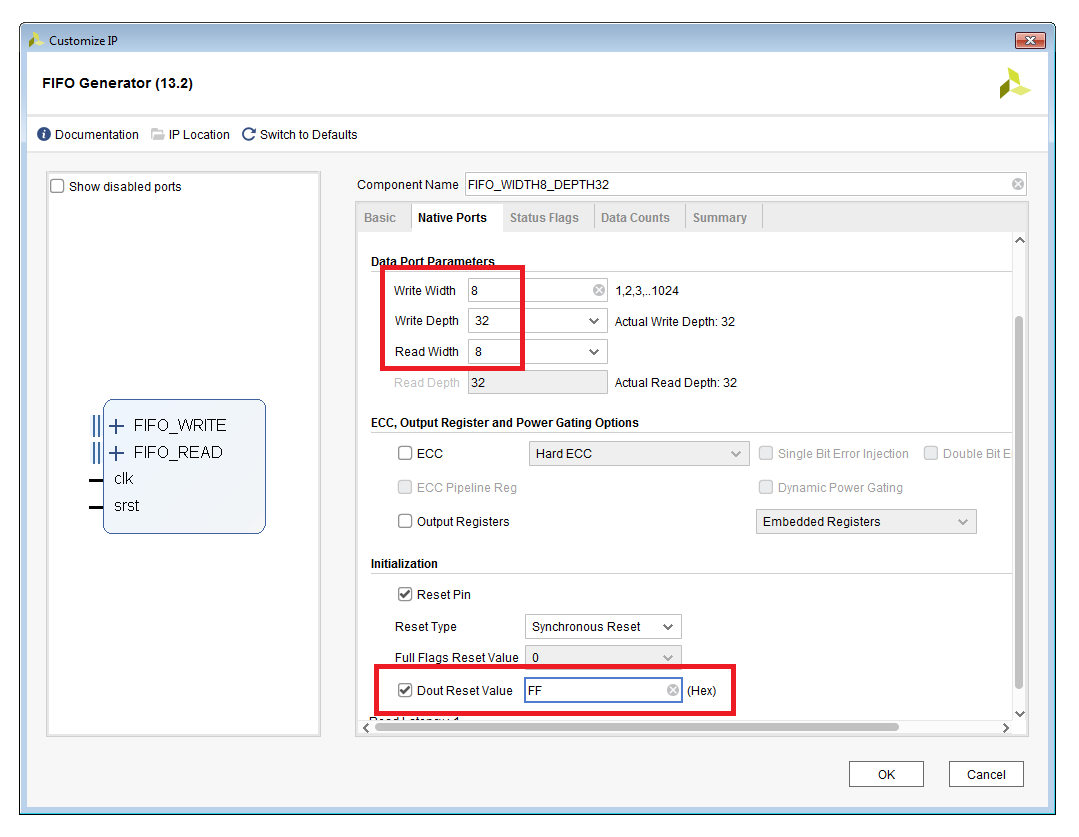 Customize IP
FIFO Generator (13.2)
Documentation IP Location Switch to Defaults
Show disabled ports
FIFO_WRITE
FIFO_READ
clk
srst
Component Name FIFO_WIDTH8_DEPTH32
Basic Native Ports Status Flags Data Counts Summary
Data Port Parameters
Write Width 8 1,2,3,..1024
Write Depth 32 Actual Write Depth: 32
Read Width 8
Read Depth 32 Actual Read Depth: 32
ECC, Output Register and Power Gating Options
ECC Hard ECC Single Bit Error Injection Double Bit E
ECC Pipeline Reg Dynamic Power Gating
Output Registers Embedded Registers
Initialization
Reset Pin
Reset Type Synchronous Reset
Full Flags Reset Value 0
Dout Reset Value FF (Hex)
OK Cancel